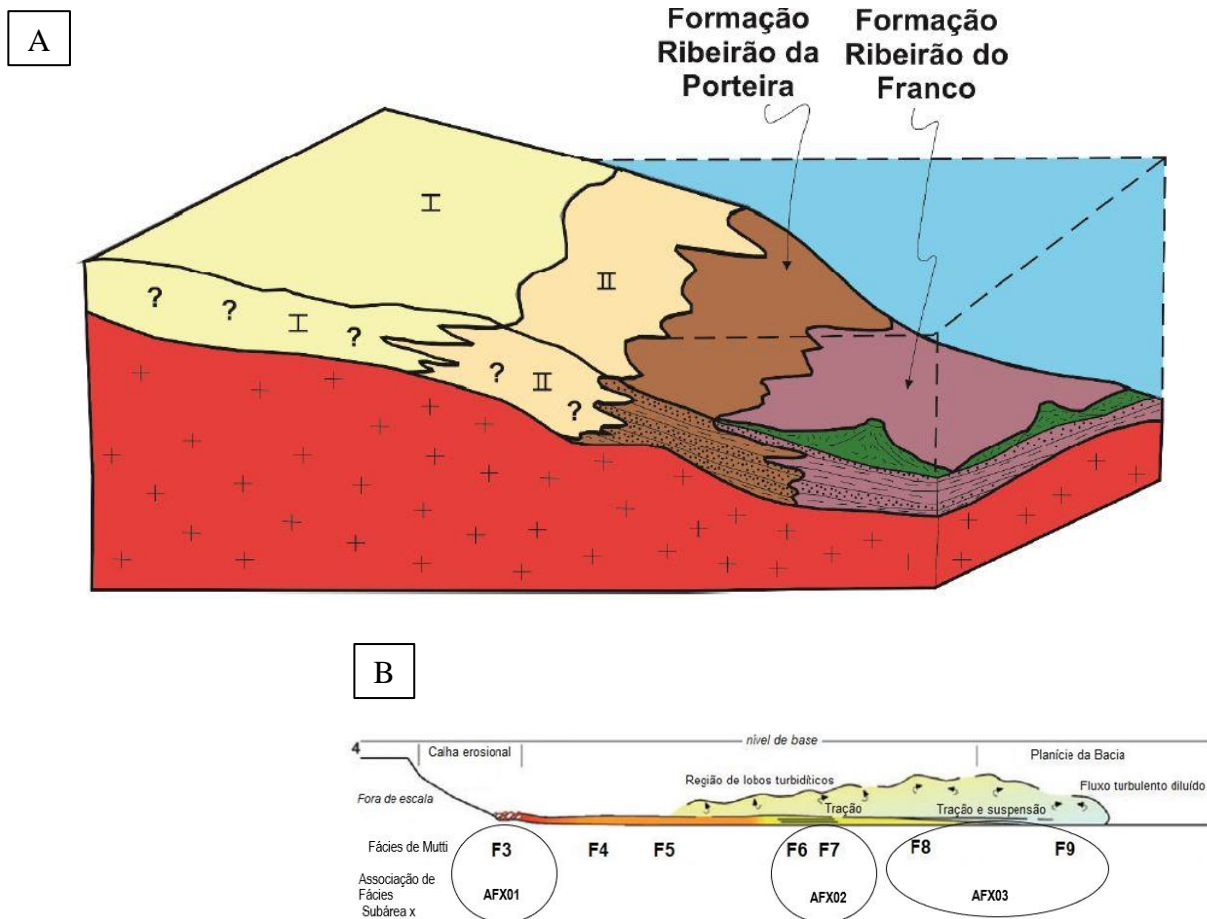 A
Formação
Ribeirão da
Porteira
Formação
Ribeirão do
Franco
I
II
? ? I ?
? II ?
B
4
Calha erosional
nível de base
Planície da Bacia
Fora de escala
Região de lobos turbidíticos
Tração
Tração e suspensão
Fluxo turbulento diluído
Fácies de Mutti
F3 F4 F5 F6 F7 F8 F9
Associação de
Fácies
Subárea x
AFX01 AFX02 AFX03